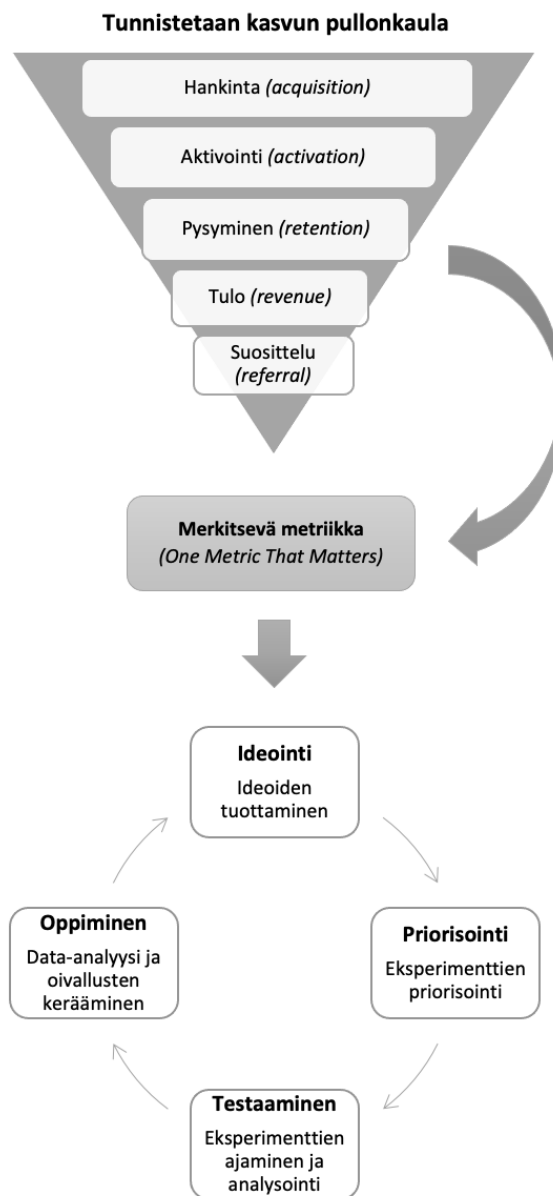 Tunnistetaan kasvun pullonkaula
Hankinta (acquisition)
Aktivointi (activation)
Pysyminen (retention)
Tulo (revenue)
Suosittelu
(referral)
Merkitsevä metriikka
(One Metric That Matters)
Ideointi
Ideoiden
tuottaminen
Priorisointi
Eksperimenttien
priorisointi
Testaaminen
Eksperimenttien
ajaminen ja
analysointi
Oppiminen
Data-analyysi ja
oivallusten
kerääminen